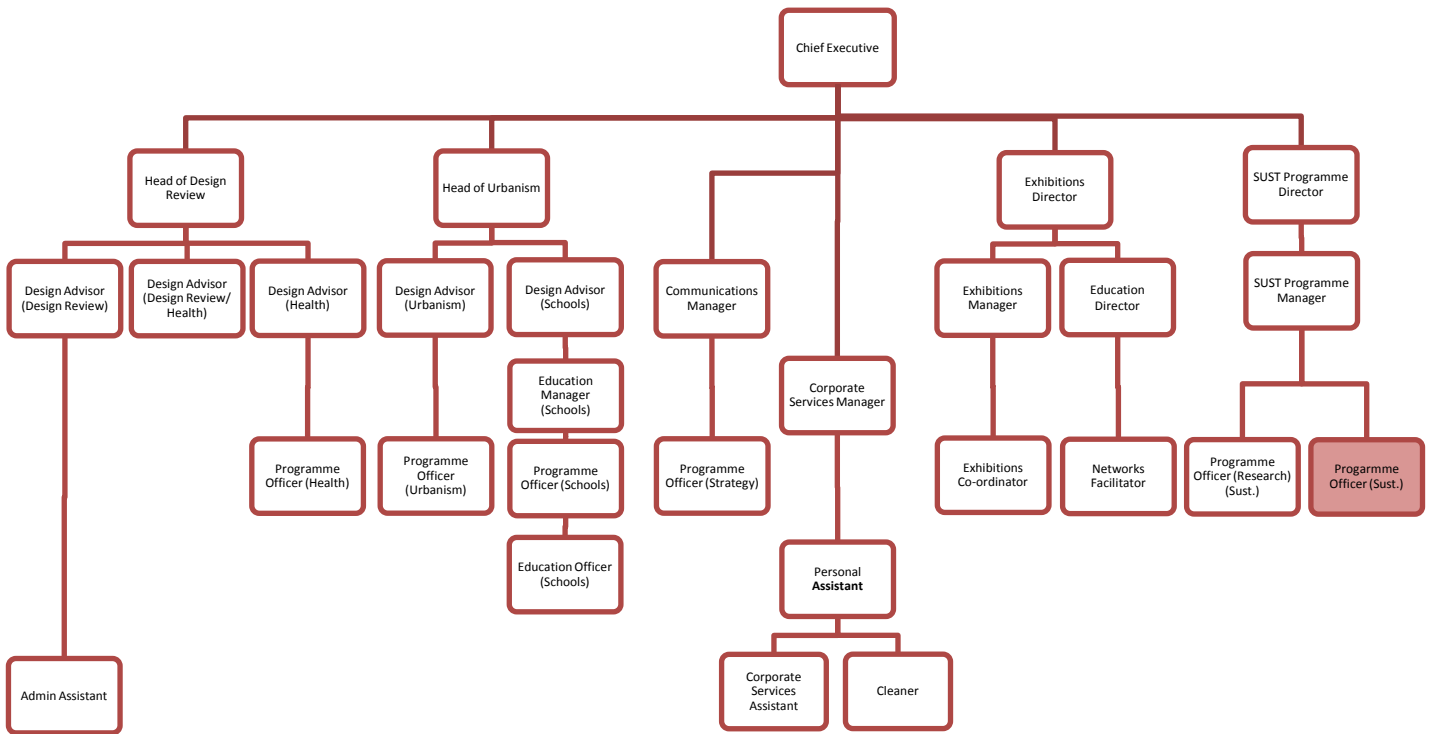 Chief Executive
Head of Design
Review
Head of Urbanism
Exhibitions
Director
SUST Programme
Director
Design Advisor
(Design Review)
Design Advisor
(Design Review/
Health)
Design Advisor
(Health)
Design Advisor
(Urbanism)
Design Advisor
(Schools)
Communications
Manager
Exhibitions
Manager
Education
Director
SUST Programme
Manager
Education
Manager
(Schools)
Corporate
Services Manager
Programme
Officer (Health)
Programme
Officer
(Urbanism)
Programme
Officer (Schools)
Programme
Officer (Strategy)
Exhibitions
Co-ordinator
Networks
Facilitator
Programme
Officer (Research)
(Sust.)
Progarmme
Officer (Sust.)
Education Officer
(Schools)
Personal
Assistant
Admin Assistant
Corporate
Services
Assistant
Cleaner